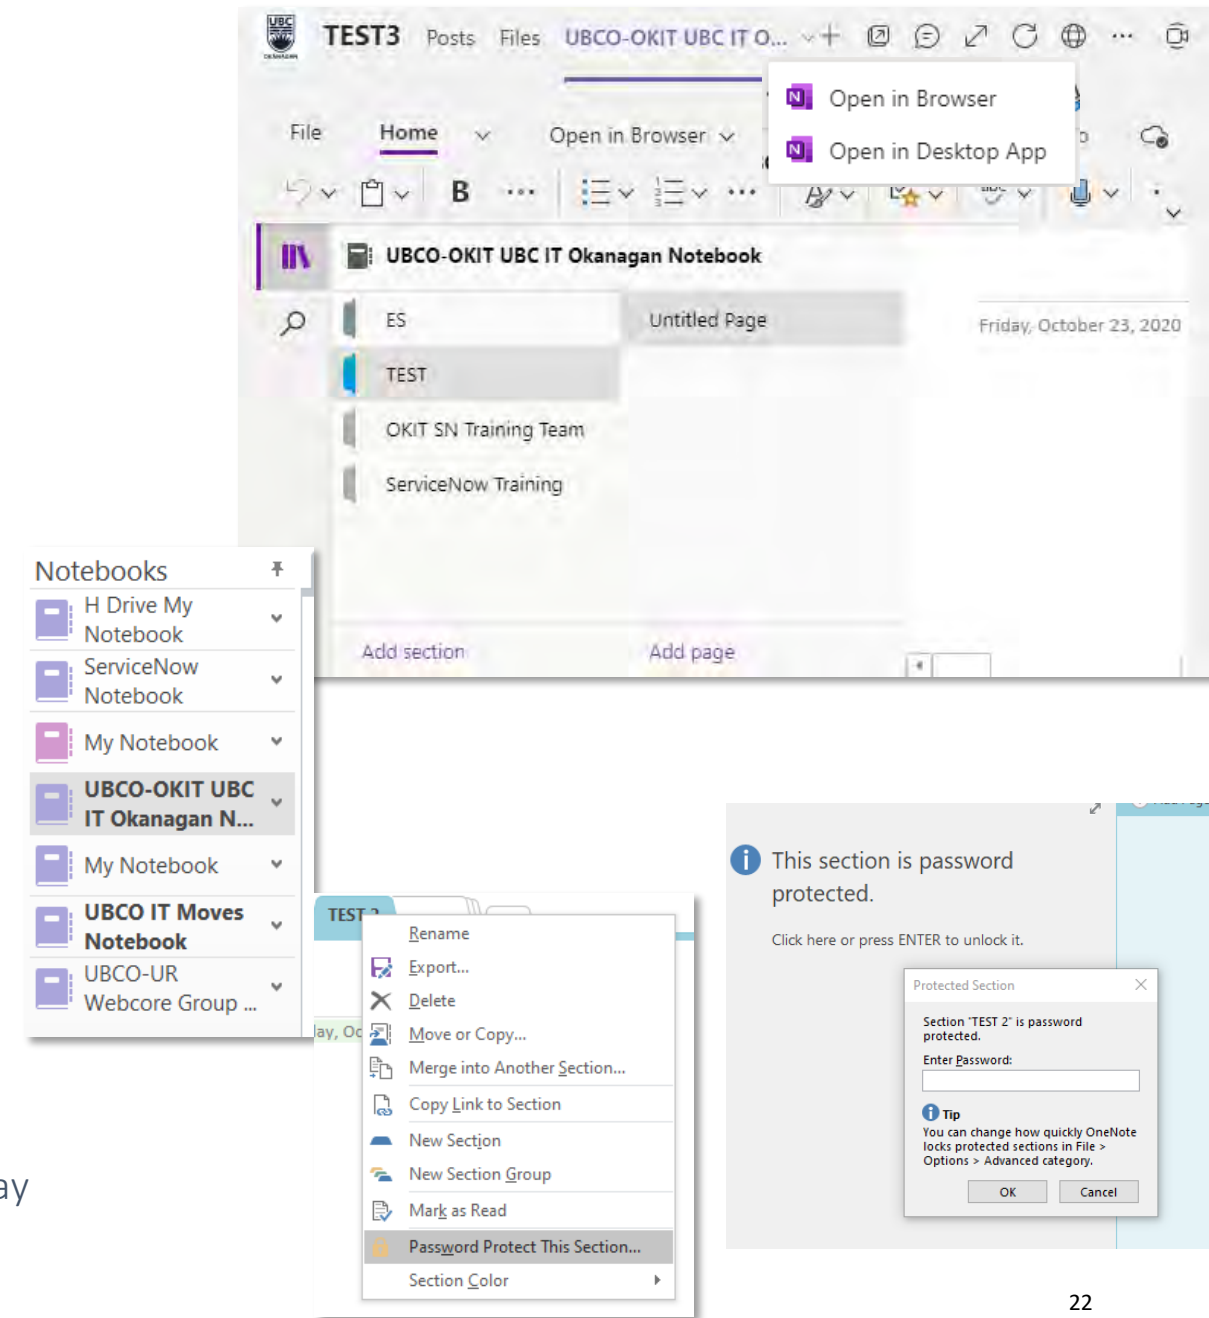 UBC
OKANAGAN
TEST3 Posts Files UBCO-OKIT UBC IT O...
Open in Browser
Open in Desktop App
File Home Open in Browser
B
abc
UBCO-OKIT UBC IT Okanagan Notebook
ES
Untitled Page
Friday, October 23, 2020
TEST
OKIT SN Training Team
ServiceNow Training
Add section
Add page
Notebooks
H Drive My
Notebook
ServiceNow
Notebook
My Notebook
UBCO-OKIT UBC
IT Okanagan N...
My Notebook
UBCO IT Moves
Notebook
UBCO-UR
Webcore Group ...
TEST 2
Rename
Export...
Delete
Move or Copy...
Merge into Another Section...
Copy Link to Section
New Section
New Section Group
Mark as Read
Password Protect This Section...
Section Color
This section is password
protected.
Click here or press ENTER to unlock it.
Protected Section
Section "TEST 2" is password
protected.
Enter Password:
Tip
You can change how quickly OneNote
locks protected sections in File >
Options > Advanced category.
OK Cancel
ay
22